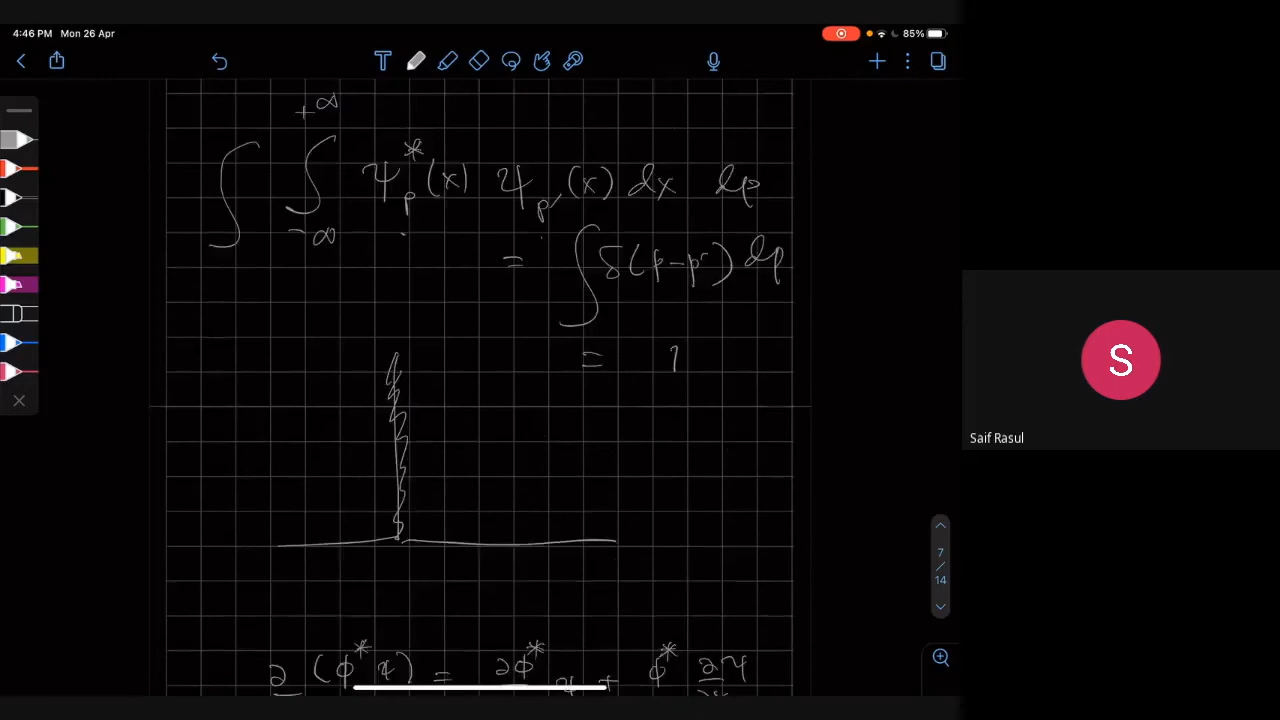 4:46 PM Mon 26 Apr
85%
T
+∞
∫ ∫ ψ*ₚ(x) ψₚ′(x) dx dp
-∞
= ∫ δ(p-p′) dp
= 1
S
Saif Rasul
7
/
14
∂ (φ*ψ) = ∂φ* ψ + φ* ∂ψ